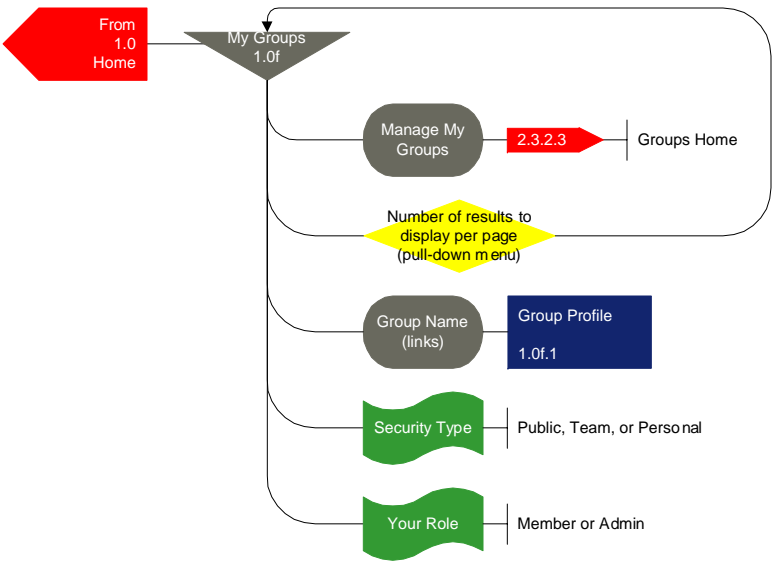 From
1.0
Home
My Groups
1.0f
Manage My
Groups
2.3.2.3
Groups Home
Number of results to
display per page
(pull-down menu)
Group Name
(links)
Group Profile
1.0f.1
Security Type
Public, Team, or Personal
Your Role
Member or Admin